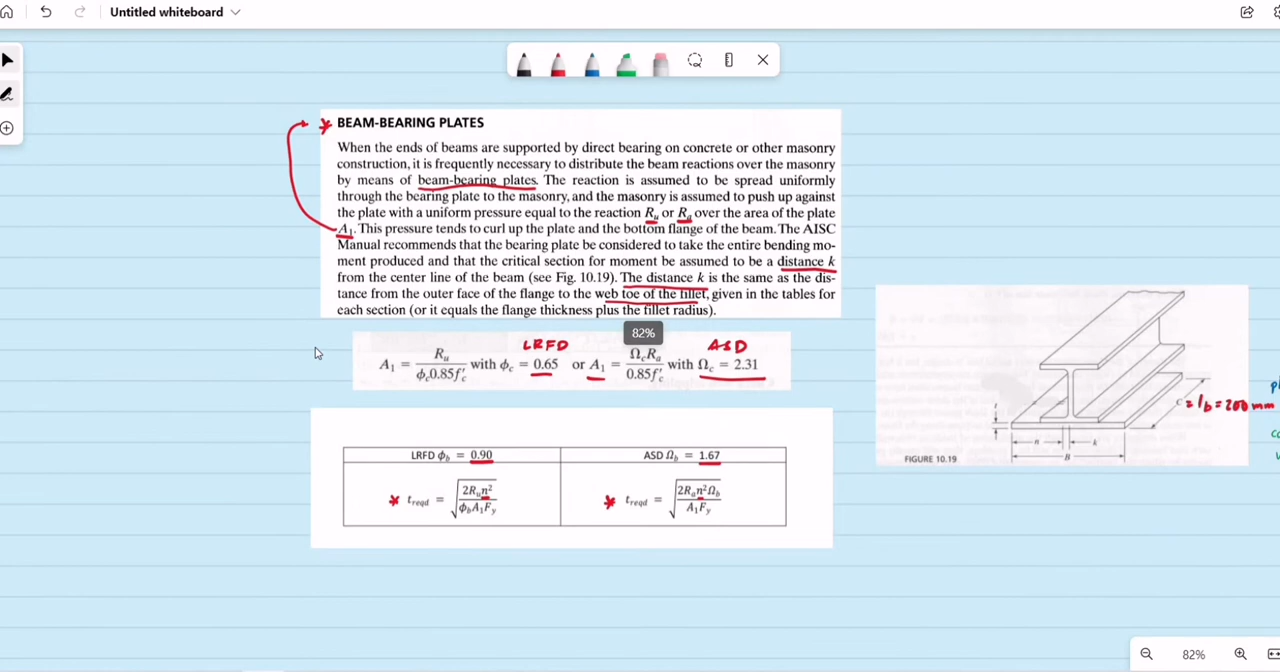 Untitled whiteboard
BEAM-BEARING PLATES
When the ends of beams are supported by direct bearing on concrete or other masonry
construction, it is frequently necessary to distribute the beam reactions over the masonry
by means of beam-bearing plates. The reaction is assumed to be spread uniformly
through the bearing plate to the masonry, and the masonry is assumed to push up against
the plate with a uniform pressure equal to the reaction Rᵤ or Rₐ over the area of the plate
A₁. This pressure tends to curl up the plate and the bottom flange of the beam. The AISC
Manual recommends that the bearing plate be considered to take the entire bending mo-
ment produced and that the critical section for moment be assumed to be a distance k
from the center line of the beam (see Fig. 10.19). The distance k is the same as the dis-
tance from the outer face of the flange to the web toe of the fillet, given in the tables for
each section (or it equals the flange thickness plus the fillet radius).
82%
LRFD ASD
A₁ = Rᵤ / ϕc0.85f′c with ϕc = 0.65 or A₁ = ΩcRₐ / 0.85f′c with Ωc = 2.31
LRFD ϕb = 0.90 ASD Ωb = 1.67
t reqd = √(2Rᵤn² / ϕbA₁Fy) t reqd = √(2Rₐn²Ωb / A₁Fy)
t
C = lb = 200 mm
n k
B
FIGURE 10.19
82%